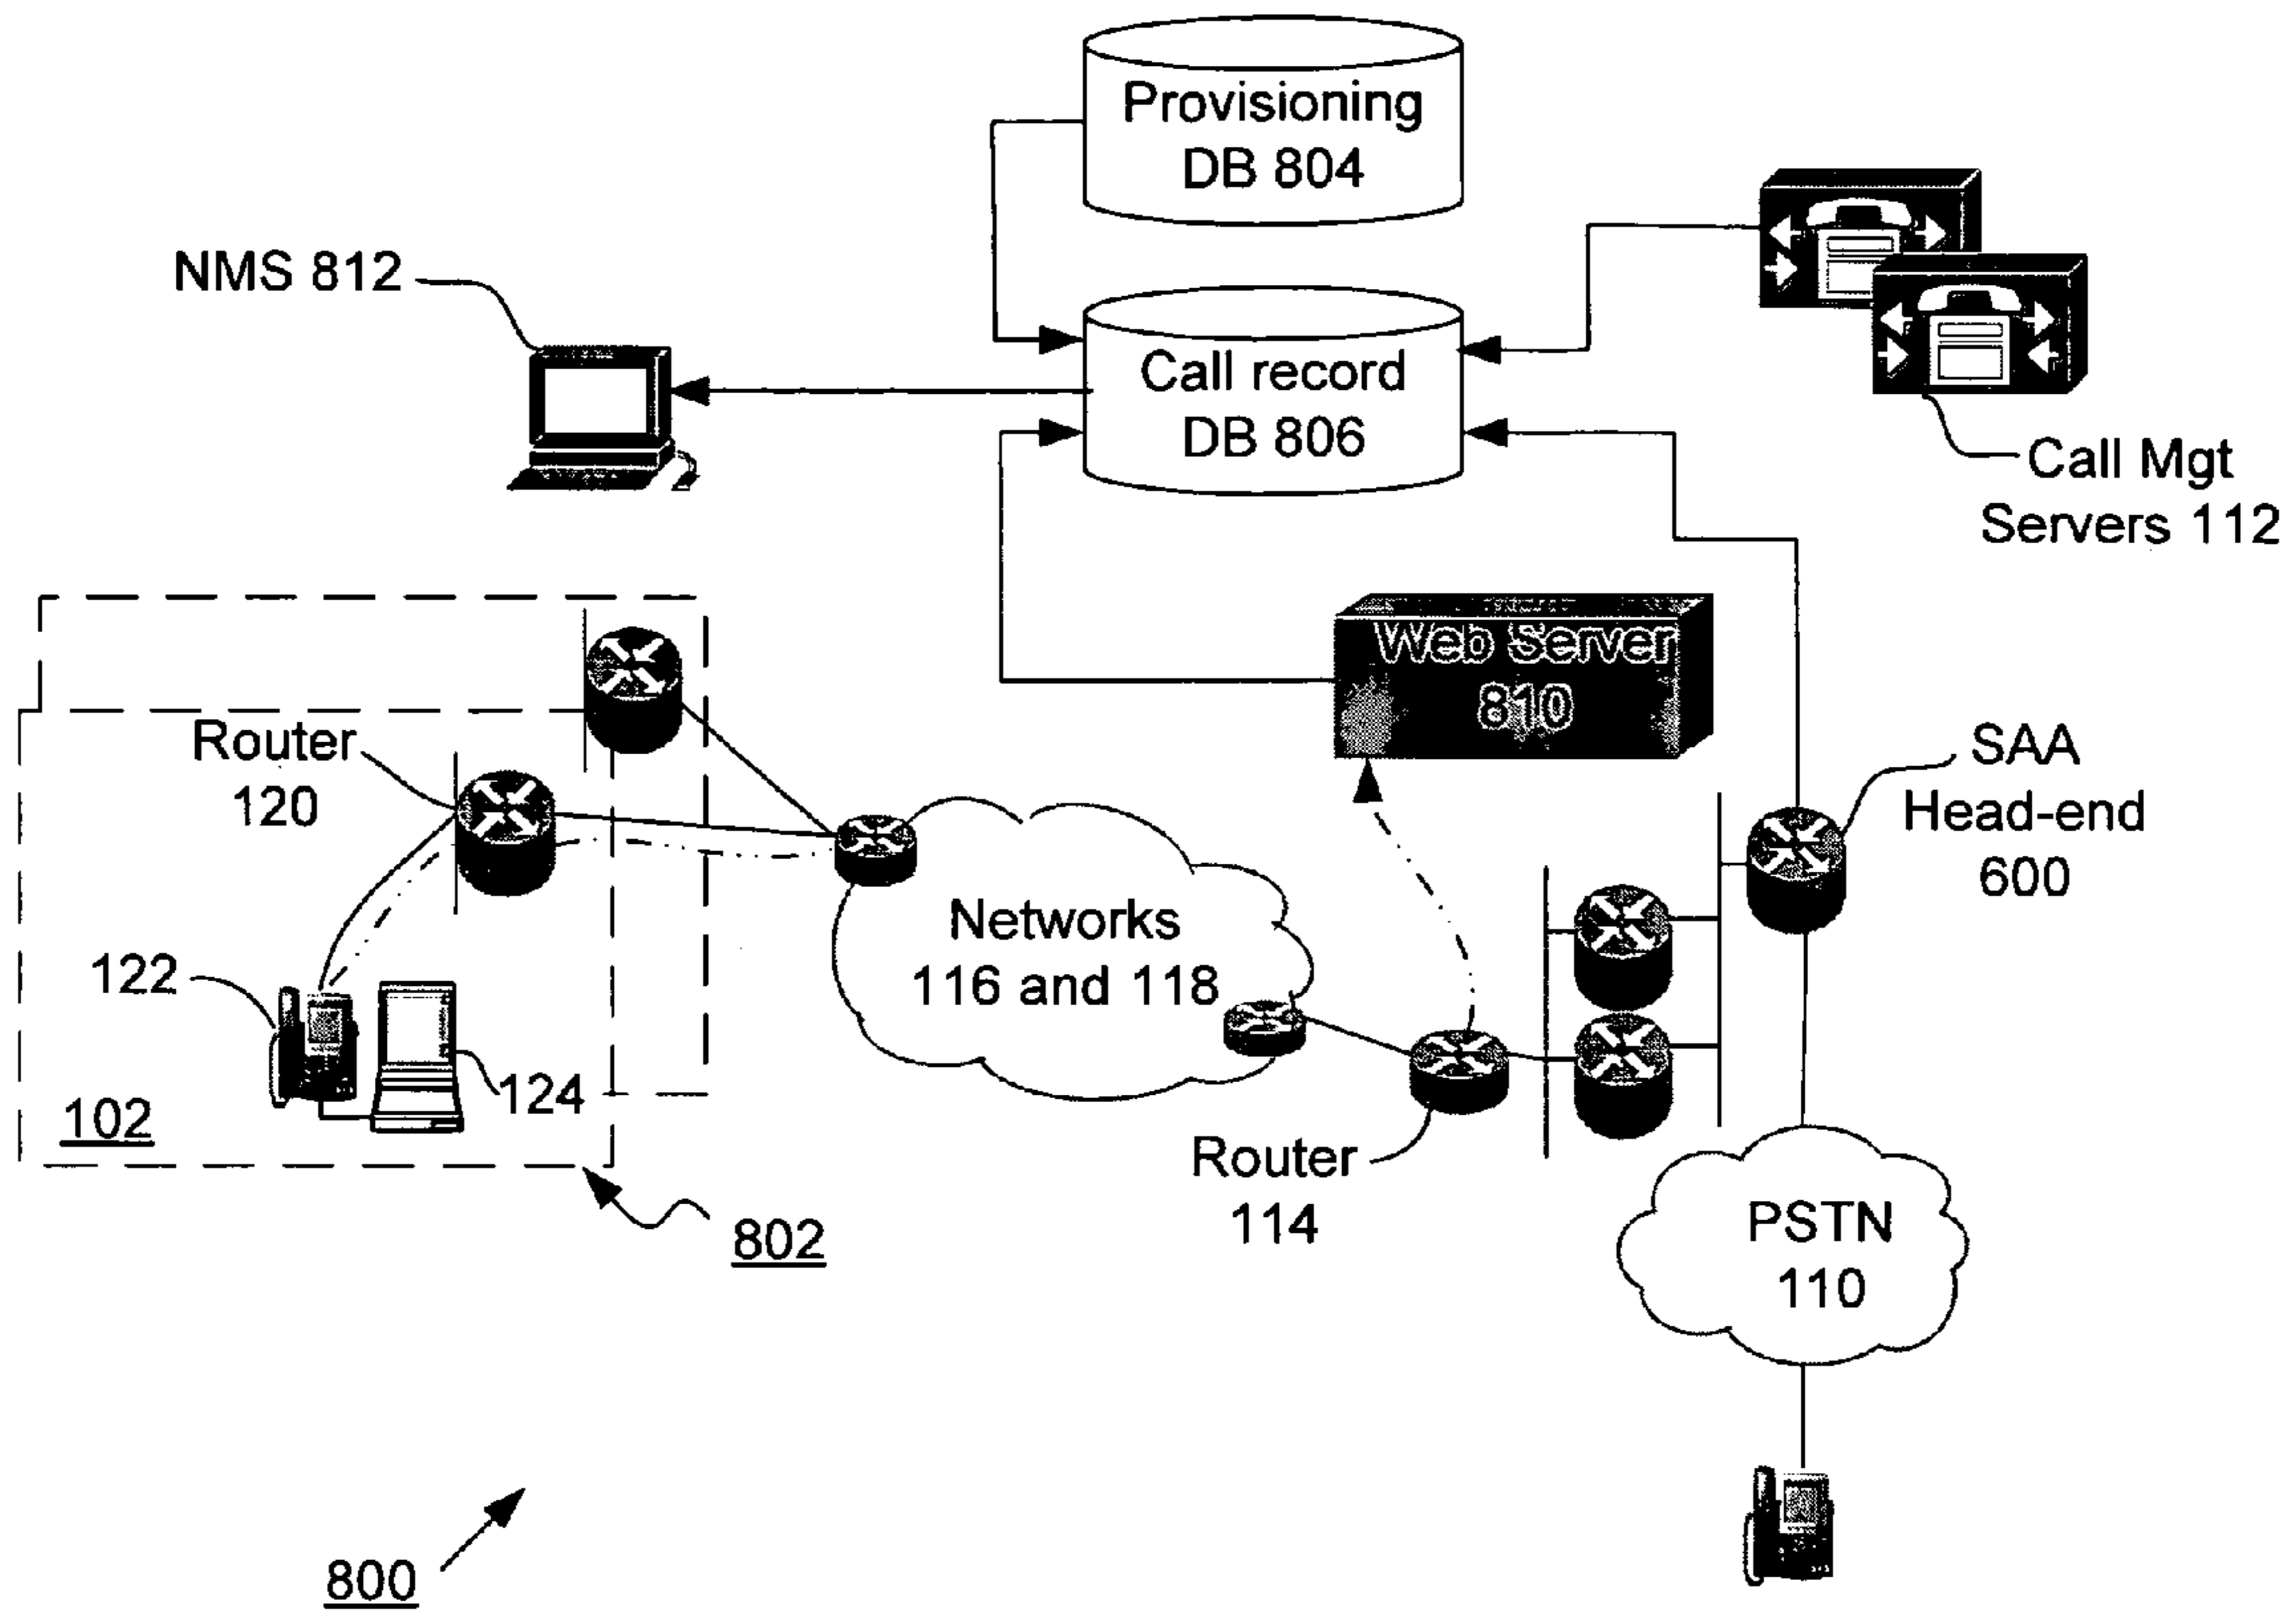 Provisioning
DB 804
NMS 812
Call record
DB 806
Call Mgt
Servers 112
Web Server
810
Router
120
SAA
Head-end
600
Networks
116 and 118
122
124
102
Router
114
PSTN
110
802
800